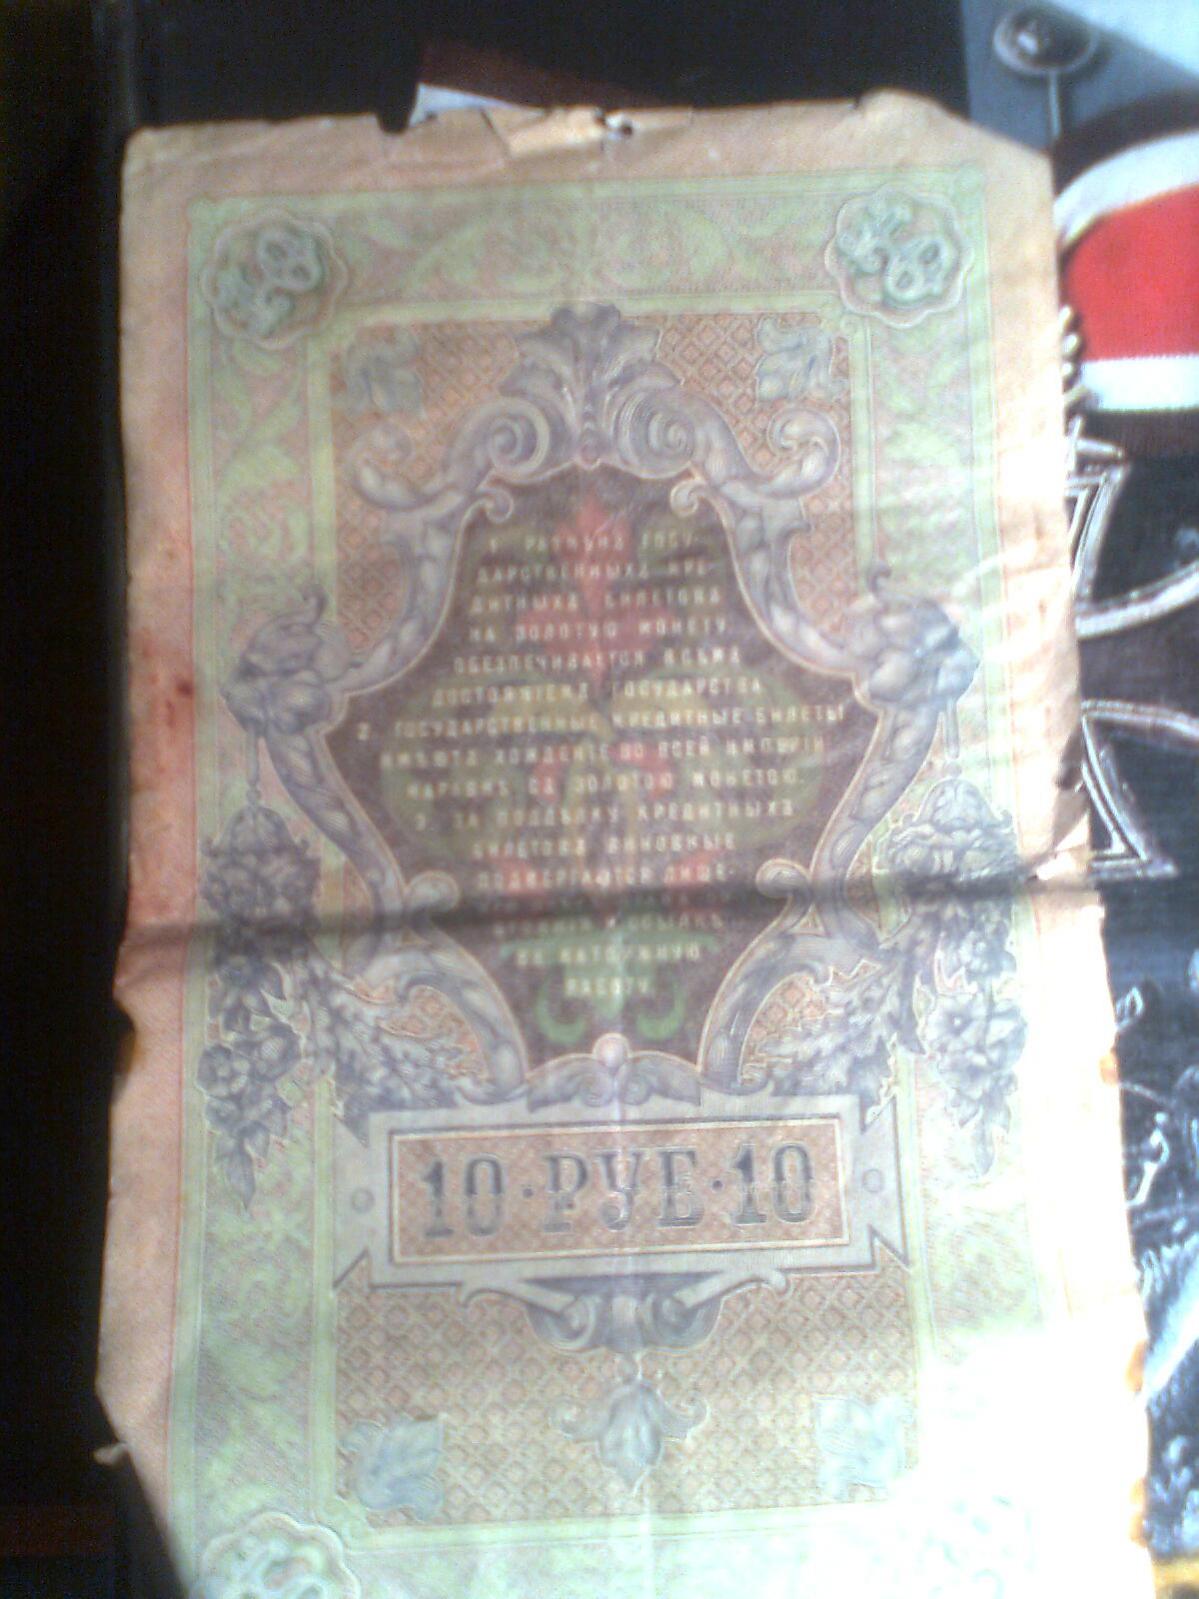 1. РАЗМѢНЪ ГОСУ-
ДАРСТВЕННЫХЪ КРЕ-
ДИТНЫХЪ БИЛЕТОВЪ
НА ЗОЛОТУЮ МОНЕТУ
ОБЕЗПЕЧИВАЕТСЯ ВСѢМЪ
ДОСТОЯНІЕМЪ ГОСУДАРСТВА.
2. ГОСУДАРСТВЕННЫЕ КРЕДИТНЫЕ БИЛЕТЫ
ИМѢЮТЪ ХОЖДЕНІЕ ВО ВСЕЙ ИМПЕРІИ
НАРАВНѢ СЪ ЗОЛОТОЮ МОНЕТОЮ.
3. ЗА ПОДДѢЛКУ КРЕДИТНЫХЪ
БИЛЕТОВЪ ВИНОВНЫЕ
ПОДВЕРГАЮТСЯ ЛИШЕ-
ССЫЛКѢ
ВЪ КАТОРЖНУЮ
РАБОТУ.
10·РУБ·10